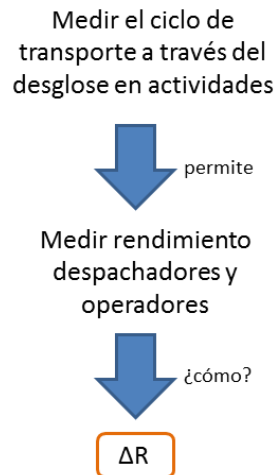 Medir el ciclo de
transporte a través del
desglose en actividades
permite
Medir rendimiento
despachadores y
operadores
¿cómo?
ΔR